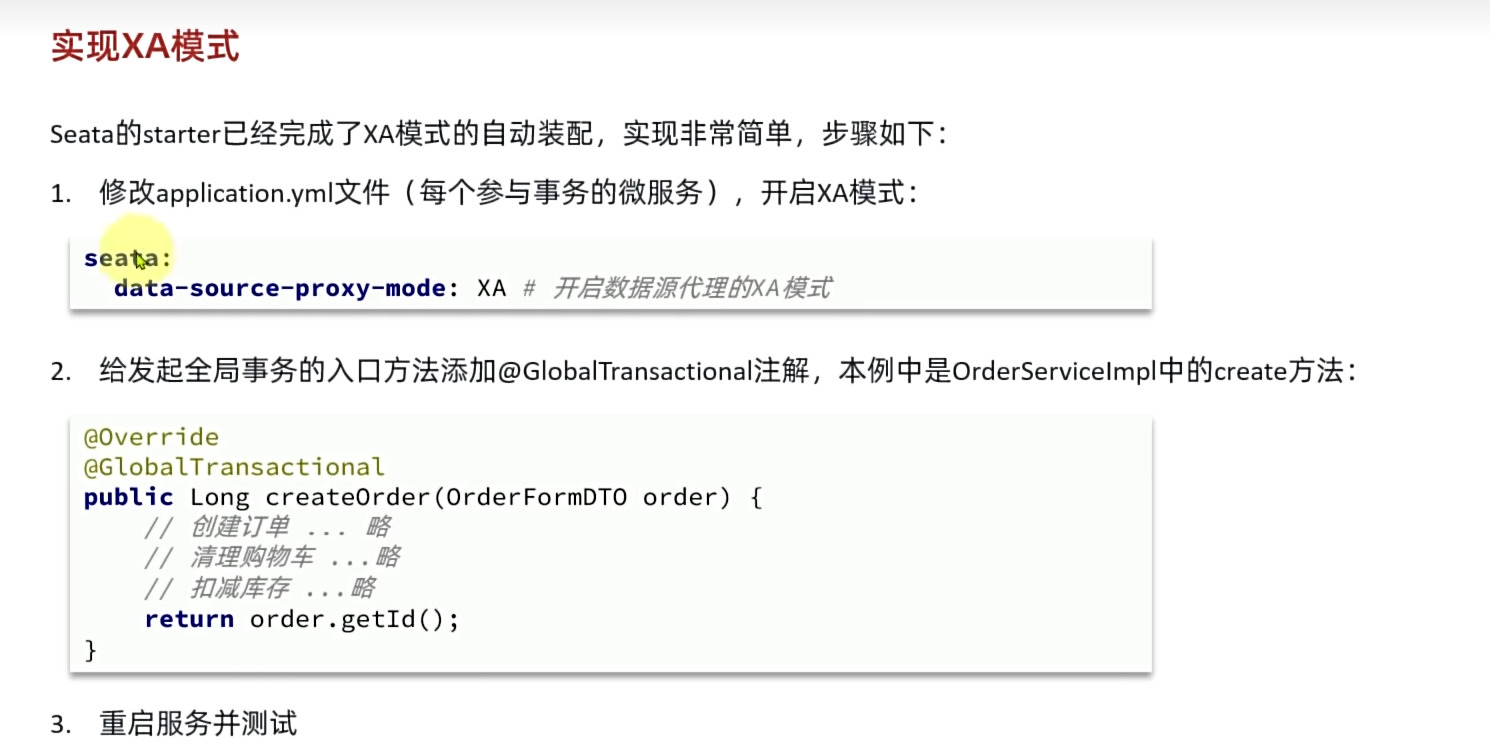 实现XA模式
Seata的starter已经完成了XA模式的自动装配，实现非常简单，步骤如下：
1. 修改application.yml文件（每个参与事务的微服务），开启XA模式：
seata:
  data-source-proxy-mode: XA # 开启数据源代理的XA模式
2. 给发起全局事务的入口方法添加@GlobalTransactional注解，本例中是OrderServiceImpl中的create方法：
@Override
@GlobalTransactional
public Long createOrder(OrderFormDTO order) {
    // 创建订单 ... 略
    // 清理购物车 ...略
    // 扣减库存 ...略
    return order.getId();
}
3. 重启服务并测试